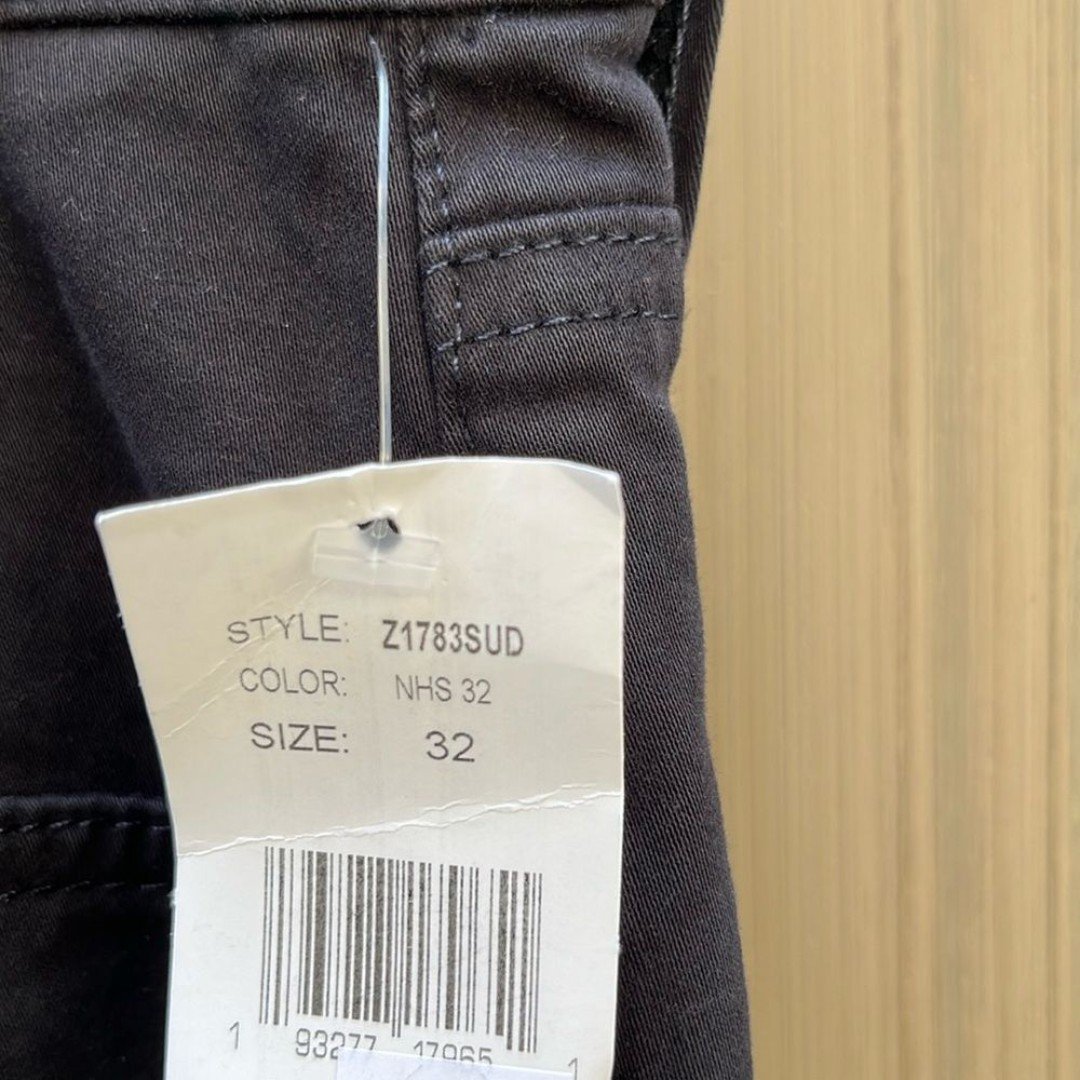 STYLE: Z1783SUD
COLOR: NHS 32
SIZE: 32
1 93277 17965 1